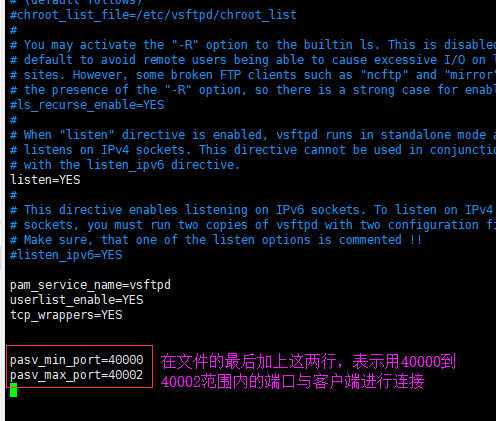 # (default follows)
#chroot_list_file=/etc/vsftpd/chroot_list
#
# You may activate the "-R" option to the builtin ls. This is disabled
# default to avoid remote users being able to cause excessive I/O on l
# sites. However, some broken FTP clients such as "ncftp" and "mirror"
# the presence of the "-R" option, so there is a strong case for enabl
#ls_recurse_enable=YES
#
# When "listen" directive is enabled, vsftpd runs in standalone mode a
# listens on IPv4 sockets. This directive cannot be used in conjunction
# with the listen_ipv6 directive.
listen=YES
#
# This directive enables listening on IPv6 sockets. To listen on IPv4
# sockets, you must run two copies of vsftpd with two configuration fi
# Make sure, that one of the listen options is commented !!
#listen_ipv6=YES
pam_service_name=vsftpd
userlist_enable=YES
tcp_wrappers=YES
pasv_min_port=40000
pasv_max_port=40002
在文件的最后加上这两行，表示用40000到
40002范围内的端口与客户端进行连接